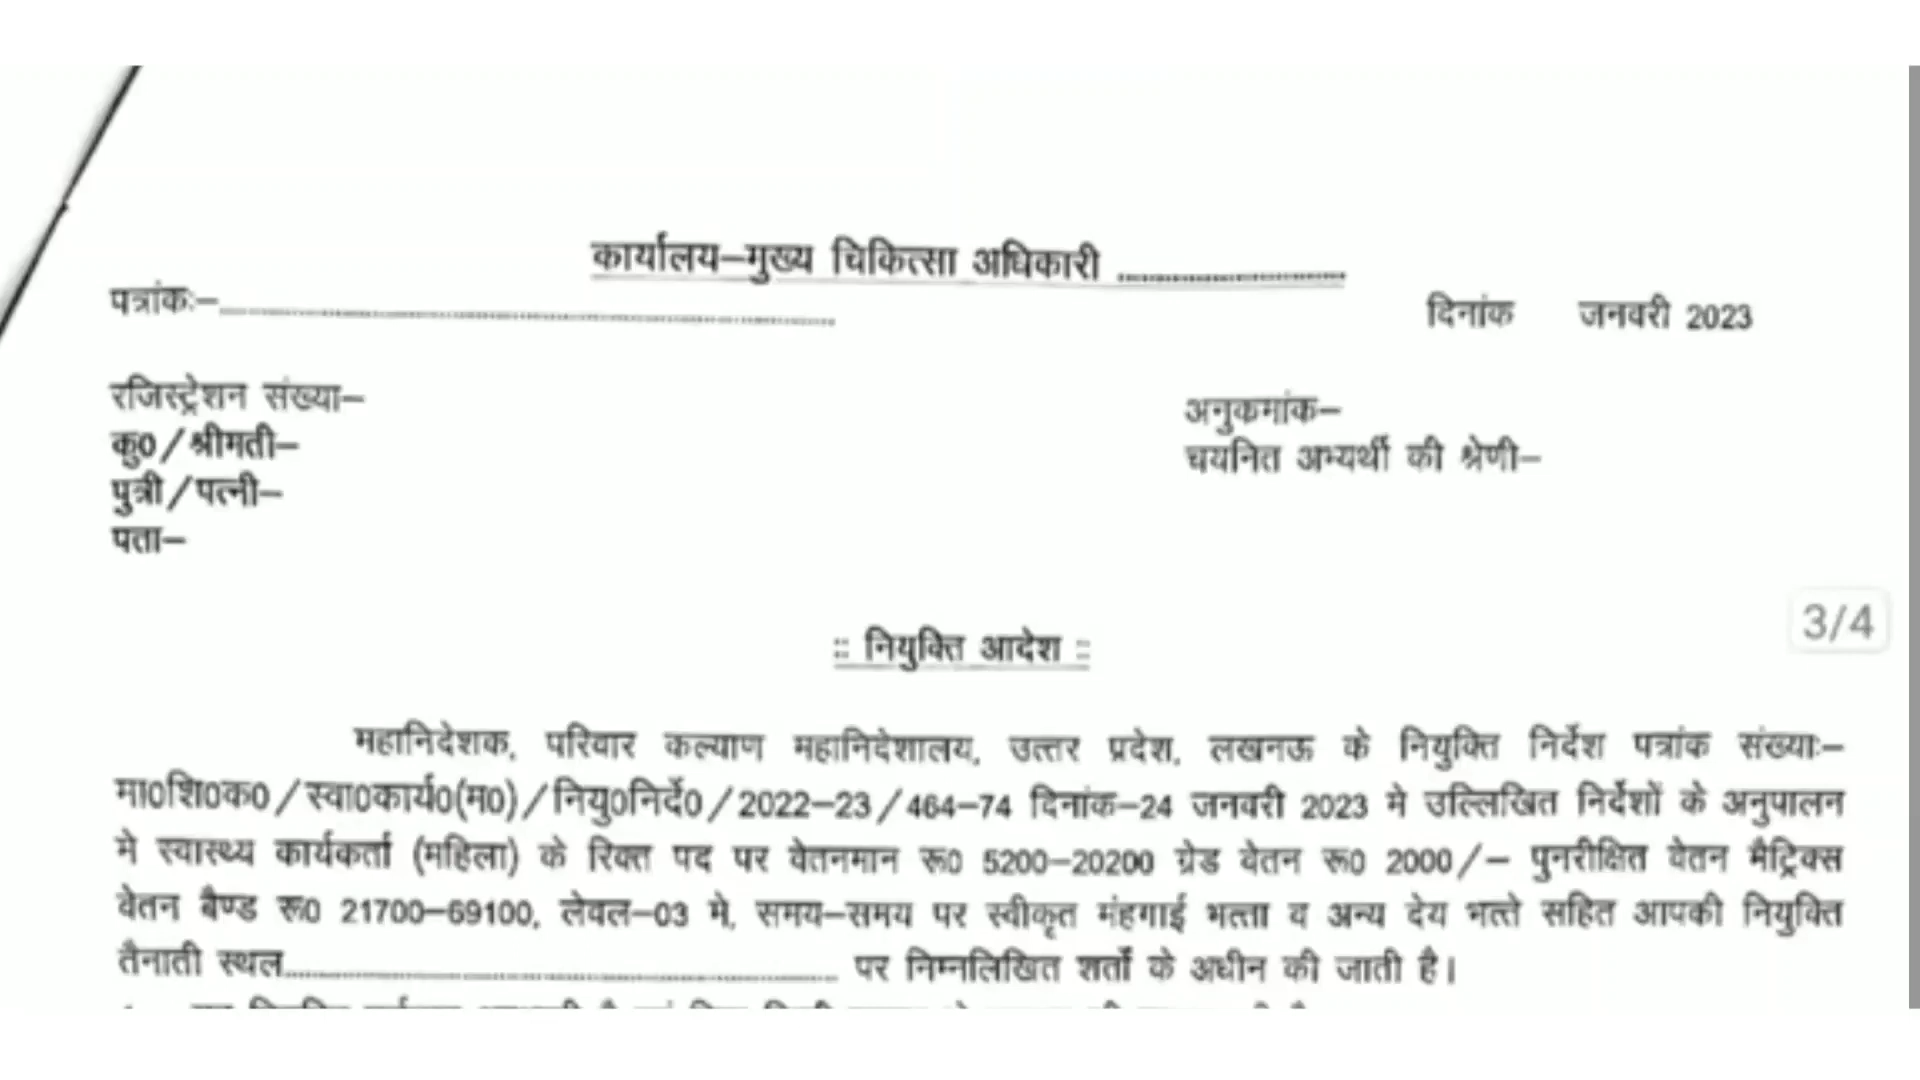 कार्यालय–मुख्य चिकित्सा अधिकारी ........................
पत्रांकः–........................................................ दिनांक जनवरी 2023
रजिस्ट्रेशन संख्या– अनुकमांक–
कु0/श्रीमती– चयनित अभ्यर्थी की श्रेणी–
पुत्री/पत्नी–
पता–
3/4
:: नियुक्ति आदेश ::
महानिदेशक, परिवार कल्याण महानिदेशालय, उत्तर प्रदेश, लखनऊ के नियुक्ति निर्देश पत्रांक संख्याः–
मा0शि0क0/स्वा0कार्य0(म0)/नियु0निर्दे0/2022–23/464–74 दिनांक–24 जनवरी 2023 मे उल्लिखित निर्देशों के अनुपालन
मे स्वास्थ्य कार्यकर्ता (महिला) के रिक्त पद पर वेतनमान रू0 5200–20200 ग्रेड वेतन रू0 2000/– पुनरीक्षित वेतन मैट्रिक्स
वेतन बैण्ड रू0 21700–69100, लेवल–03 मे, समय–समय पर स्वीकृत मंहगाई भत्ता व अन्य देय भत्ते सहित आपकी नियुक्ति
तैनाती स्थल........................................................ पर निम्नलिखित शर्तों के अधीन की जाती है।